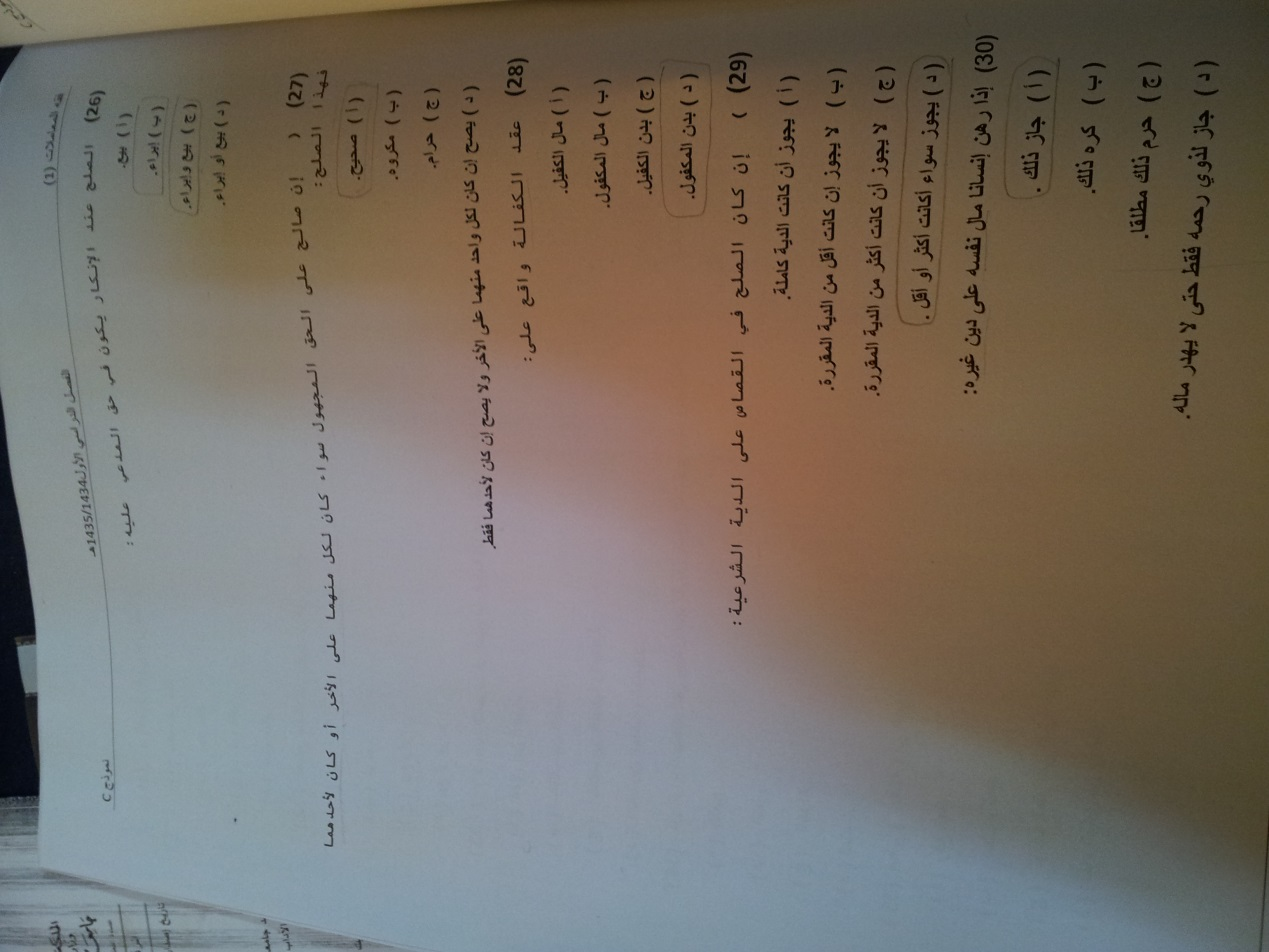 فقه المعاملات (1)
الفصل الدراسي الأول 1435/1434هـ
نموذج C
(26) الصلح عند الإنكار يكون في حق المدعى عليه :
( أ ) بيع.
( ب ) إبراء.
( ج ) بيع وإبراء.
( د ) بيع أو إبراء.
(27) ( إن صالح على الحق المجهول سواء كان لكل منهما على الأخر أو كان لأحدهما
فهذا الصلح :
( أ ) صحيح.
( ب ) مكروه.
( ج ) حرام.
( د ) يصح إن كان لكل واحد منهما على الأخر ولا يصح إن كان لأحدهما فقط.
(28) عقد الكفالة واقع على :
( أ ) مال الكفيل.
( ب ) مال المكفول.
( ج ) بدن الكفيل.
( د ) بدن المكفول.
(29) ( إن كان الصلح في القصاص على الدية الشرعية :
( أ ) يجوز أن كانت الدية كاملة.
( ب ) لا يجوز إن كانت أقل من الدية المقررة.
( ج ) لا يجوز أن كانت أكثر من الدية المقررة.
( د ) يجوز سواء أكانت أكثر أو أقل .
(30) إذا رهن إنسانا مال نفسه على دين غيره:
( أ ) جاز ذلك .
( ب ) كره ذلك.
( ج ) حرم ذلك مطلقا.
( د ) جاز لذوي رحمه فقط حتى لا يهدر ماله.